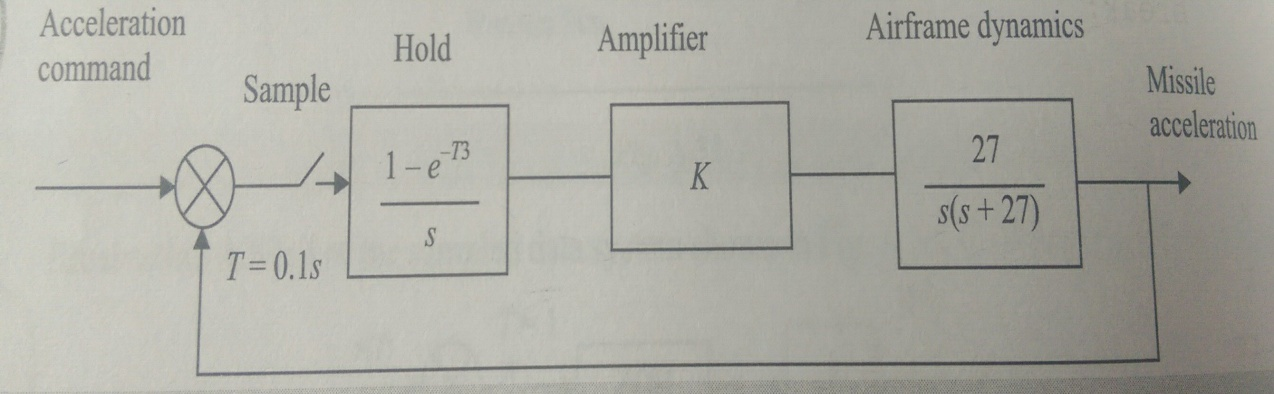 Acceleration
command
Sample
Hold
Amplifier
Airframe dynamics
Missile
acceleration
1 – e^–T3
s
K
27
s(s + 27)
T = 0.1s